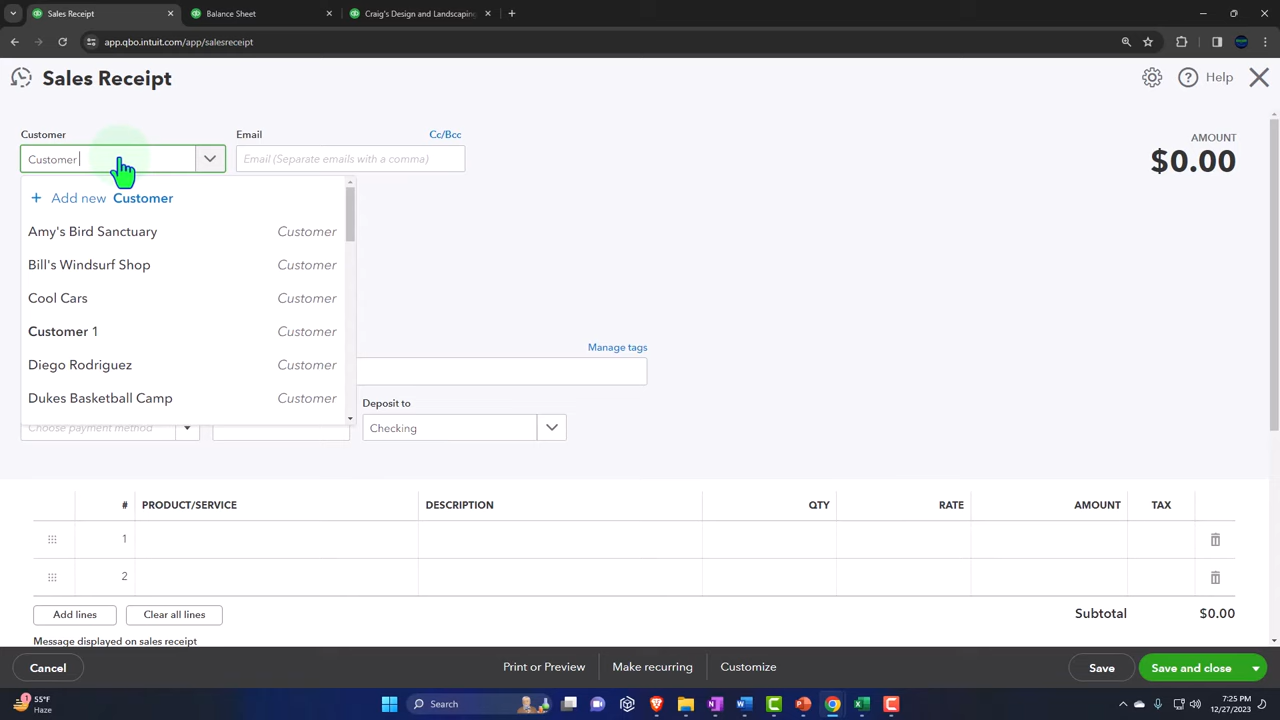 Sales Receipt
Balance Sheet
Craig's Design and Landscaping
app.qbo.intuit.com/app/salesreceipt
Sales Receipt
Help
Customer
Email
Cc/Bcc
AMOUNT
Customer
Email (Separate emails with a comma)
$0.00
+ Add new Customer
Amy's Bird Sanctuary Customer
Bill's Windsurf Shop Customer
Cool Cars Customer
Customer 1 Customer
Manage tags
Diego Rodriguez Customer
Dukes Basketball Camp Customer
Deposit to
Choose payment method
Checking
# PRODUCT/SERVICE DESCRIPTION QTY RATE AMOUNT TAX
1
2
Add lines Clear all lines Subtotal $0.00
Message displayed on sales receipt
Cancel Print or Preview Make recurring Customize Save Save and close
1
55°F
Haze
Search
7:25 PM
12/27/2023